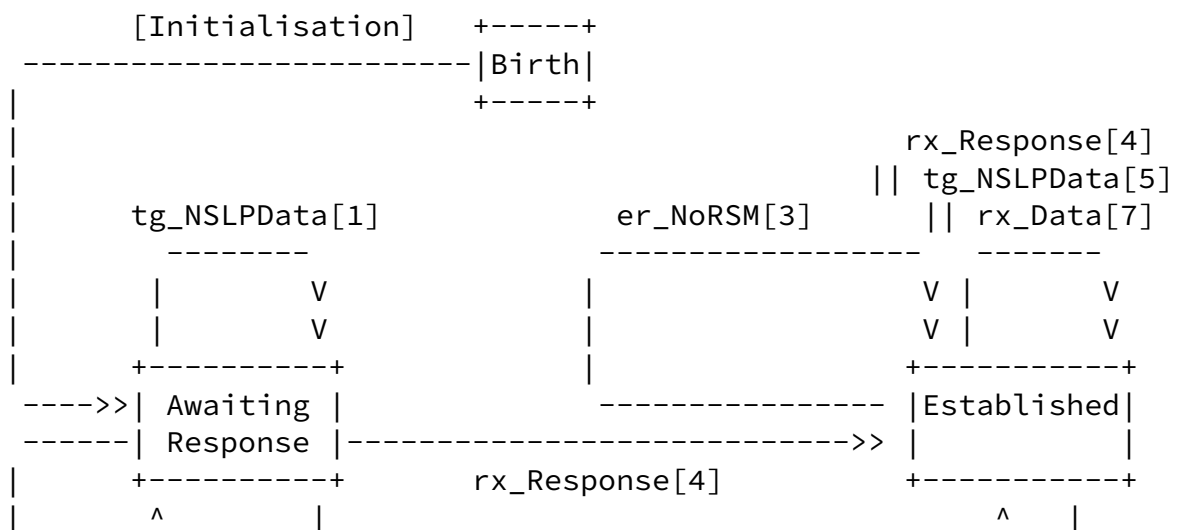 [Initialisation]   +-----+
-------------------------|Birth|
|                          +-----+
|                                                  rx_Response[4]
|                                                || tg_NSLPData[5]
|      tg_NSLPData[1]             er_NoRSM[3]      || rx_Data[7]
|        --------                ------------------   -------
|       |        V               |                  V |       V
|       |        V               |                  V |       V
|      +----------+              |                 +-----------+
---->>| Awaiting |              ---------------- |Established|
------| Response |---------------------------->> |           |
|      +----------+       rx_Response[4]          +-----------+
|       ^        |                                     ^   |